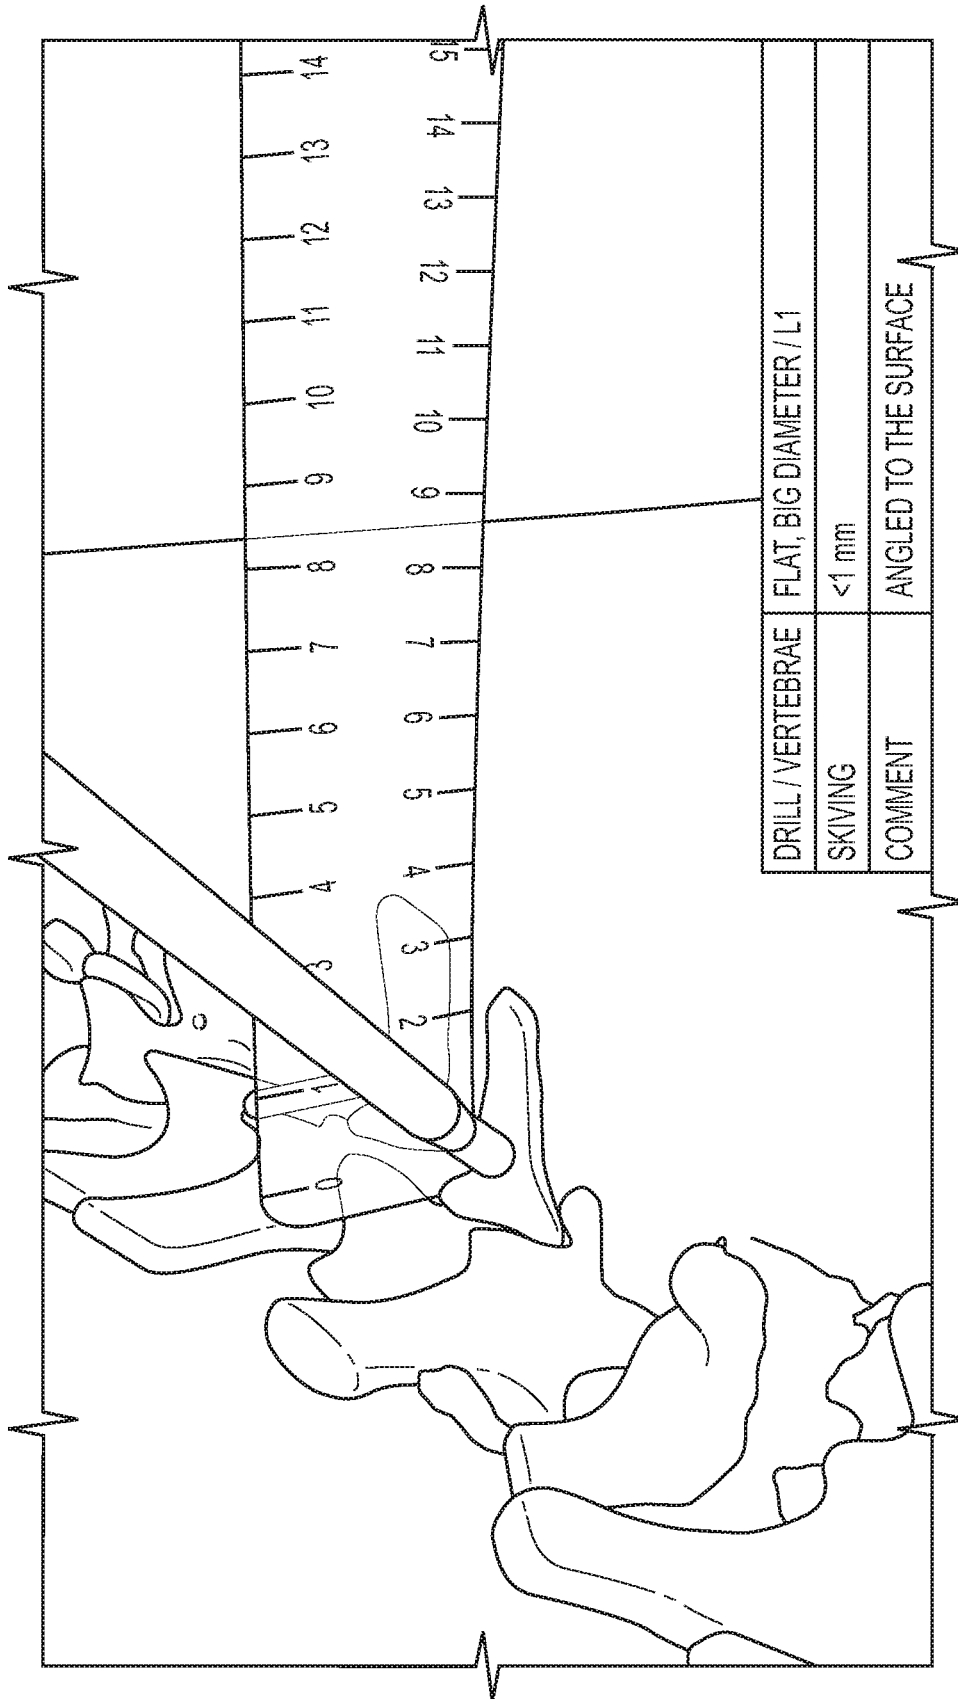 0 1 3 4 5 6 7 8 9 10 11 12 13 14
2 3 4 5 6 7 8 9 10 11 12 13 14 15
DRILL / VERTEBRAE FLAT, BIG DIAMETER / L1
SKIVING <1 mm
COMMENT ANGLED TO THE SURFACE